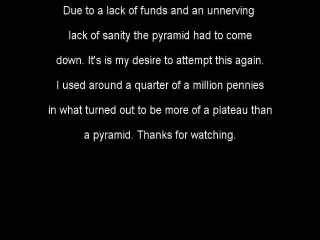 Due to a lack of funds and an unnerving
lack of sanity the pyramid had to come
down. It's is my desire to attempt this again.
I used around a quarter of a million pennies
in what turned out to be more of a plateau than
a pyramid. Thanks for watching.